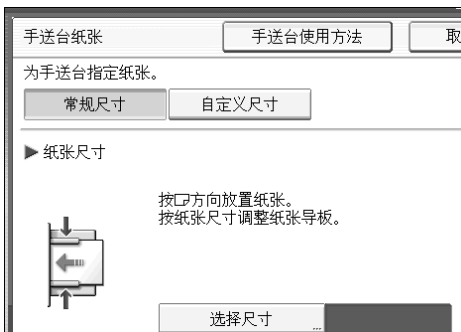 手送台纸张 手送台使用方法 取
为手送台指定纸张。
常规尺寸 自定义尺寸
▶ 纸张尺寸
按方向放置纸张。
按纸张尺寸调整纸张导板。
选择尺寸 ...